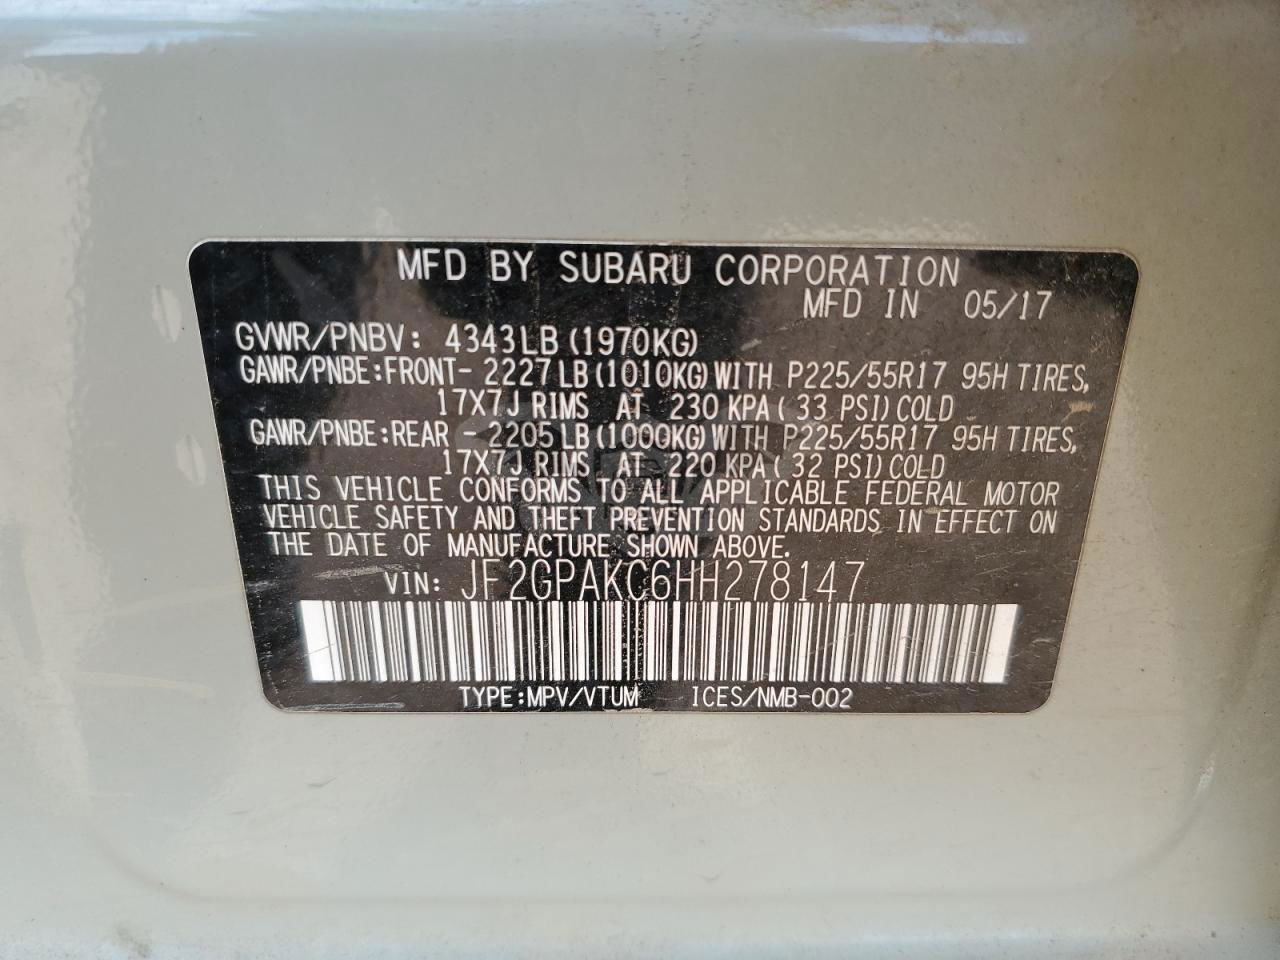 MFD BY SUBARU CORPORATION
MFD IN 05/17
GVWR/PNBV: 4343LB (1970KG)
GAWR/PNBE:FRONT- 2227LB(1010KG)WITH P225/55R17 95H TIRES,
17X7J RIMS AT 230 KPA( 33 PSI)COLD
GAWR/PNBE:REAR - 2205LB(1000KG)WITH P225/55R17 95H TIRES,
17X7J RIMS AT 220 KPA( 32 PSI)COLD
THIS VEHICLE CONFORMS TO ALL APPLICABLE FEDERAL MOTOR
VEHICLE SAFETY AND THEFT PREVENTION STANDARDS IN EFFECT ON
THE DATE OF MANUFACTURE SHOWN ABOVE.
VIN: JF2GPAKC6HH278147
TYPE:MPV/VTUM ICES/NMB-002